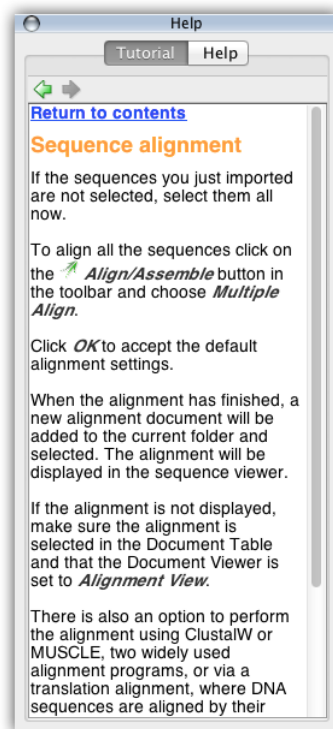 Help
Tutorial Help
Return to contents
Sequence alignment
If the sequences you just imported
are not selected, select them all
now.
To align all the sequences click on
the Align/Assemble button in
the toolbar and choose Multiple
Align.
Click OK to accept the default
alignment settings.
When the alignment has finished, a
new alignment document will be
added to the current folder and
selected. The alignment will be
displayed in the sequence viewer.
If the alignment is not displayed,
make sure the alignment is
selected in the Document Table
and that the Document Viewer is
set to Alignment View.
There is also an option to perform
the alignment using ClustalW or
MUSCLE, two widely used
alignment programs, or via a
translation alignment, where DNA
sequences are aligned by their